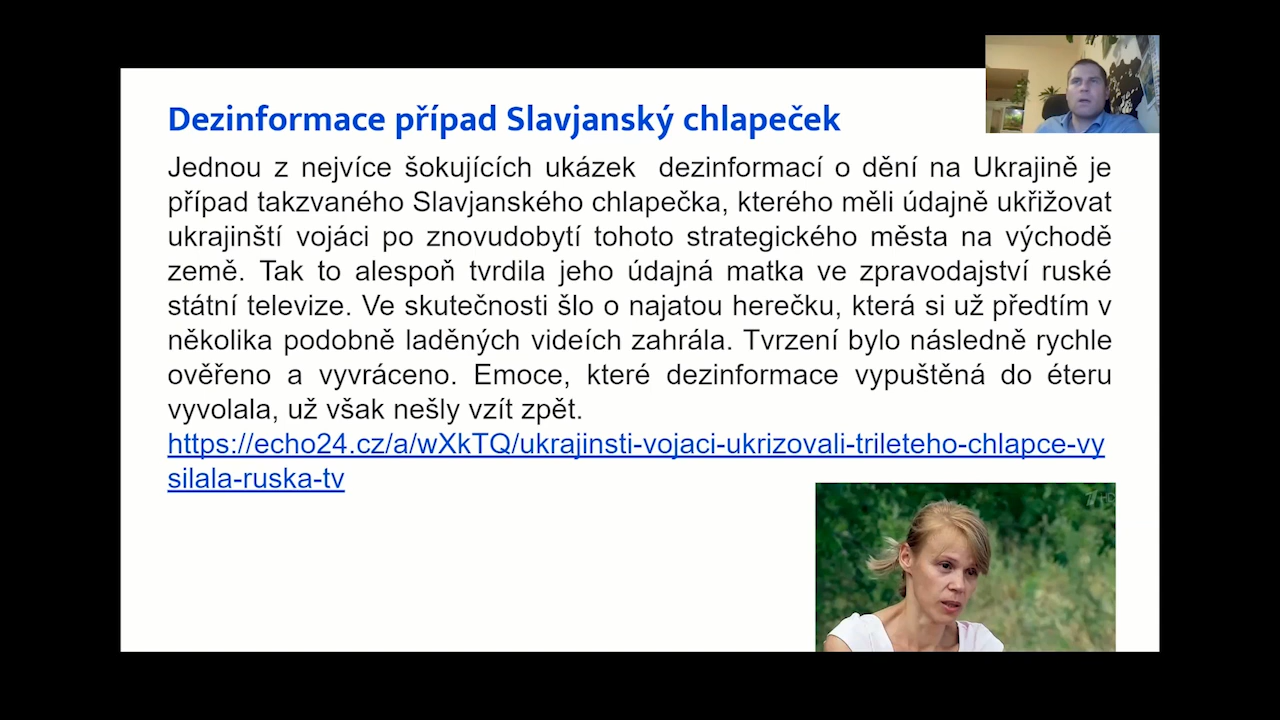 Dezinformace případ Slavjanský chlapeček
Jednou z nejvíce šokujících ukázek dezinformací o dění na Ukrajině je
případ takzvaného Slavjanského chlapečka, kterého měli údajně ukřižovat
ukrajinští vojáci po znovudobytí tohoto strategického města na východě
země. Tak to alespoň tvrdila jeho údajná matka ve zpravodajství ruské
státní televize. Ve skutečnosti šlo o najatou herečku, která si už předtím v
několika podobně laděných videích zahrála. Tvrzení bylo následně rychle
ověřeno a vyvráceno. Emoce, které dezinformace vypuštěná do éteru
vyvolala, už však nešly vzít zpět.
https://echo24.cz/a/wXkTQ/ukrajinsti-vojaci-ukrizovali-trileteho-chlapce-vy
silala-ruska-tv